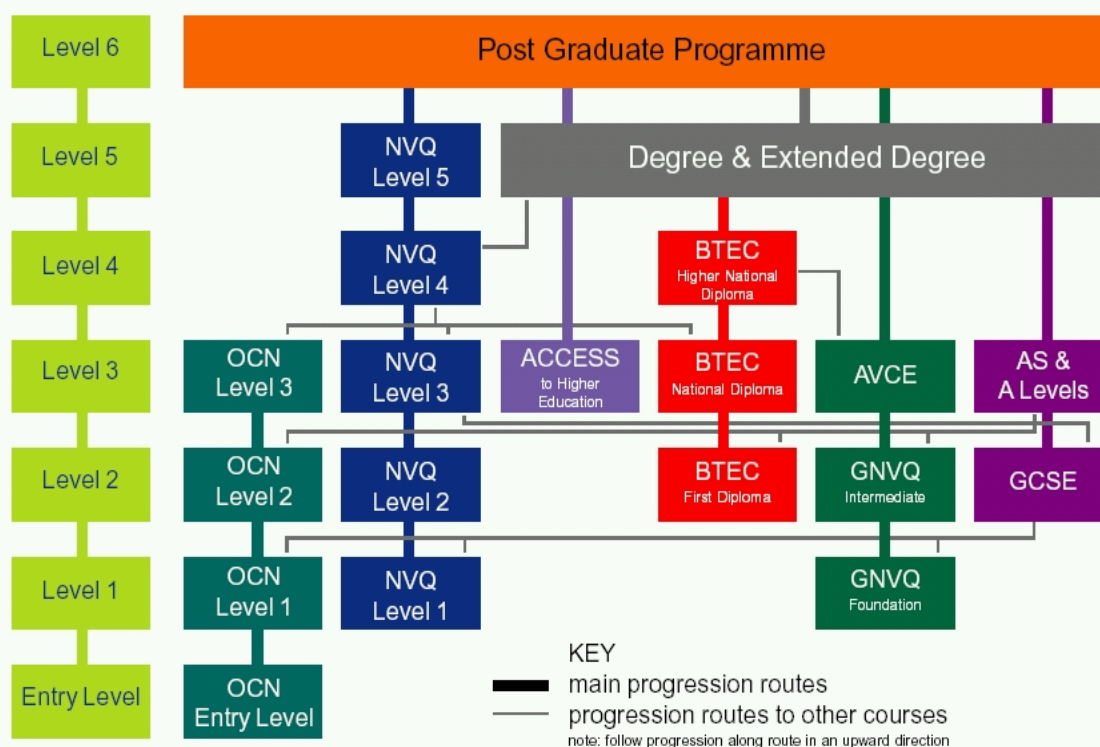 Level 6
Post Graduate Programme
Level 5
NVQ
Level 5
Degree & Extended Degree
Level 4
NVQ
Level 4
BTEC
Higher National
Diploma
Level 3
OCN
Level 3
NVQ
Level 3
ACCESS
to Higher
Education
BTEC
National Diploma
AVCE
AS &
A Levels
Level 2
OCN
Level 2
NVQ
Level 2
BTEC
First Diploma
GNVQ
Intermediate
GCSE
Level 1
OCN
Level 1
NVQ
Level 1
GNVQ
Foundation
Entry Level
OCN
Entry Level
KEY
main progression routes
progression routes to other courses
note: follow progression along route in an upward direction